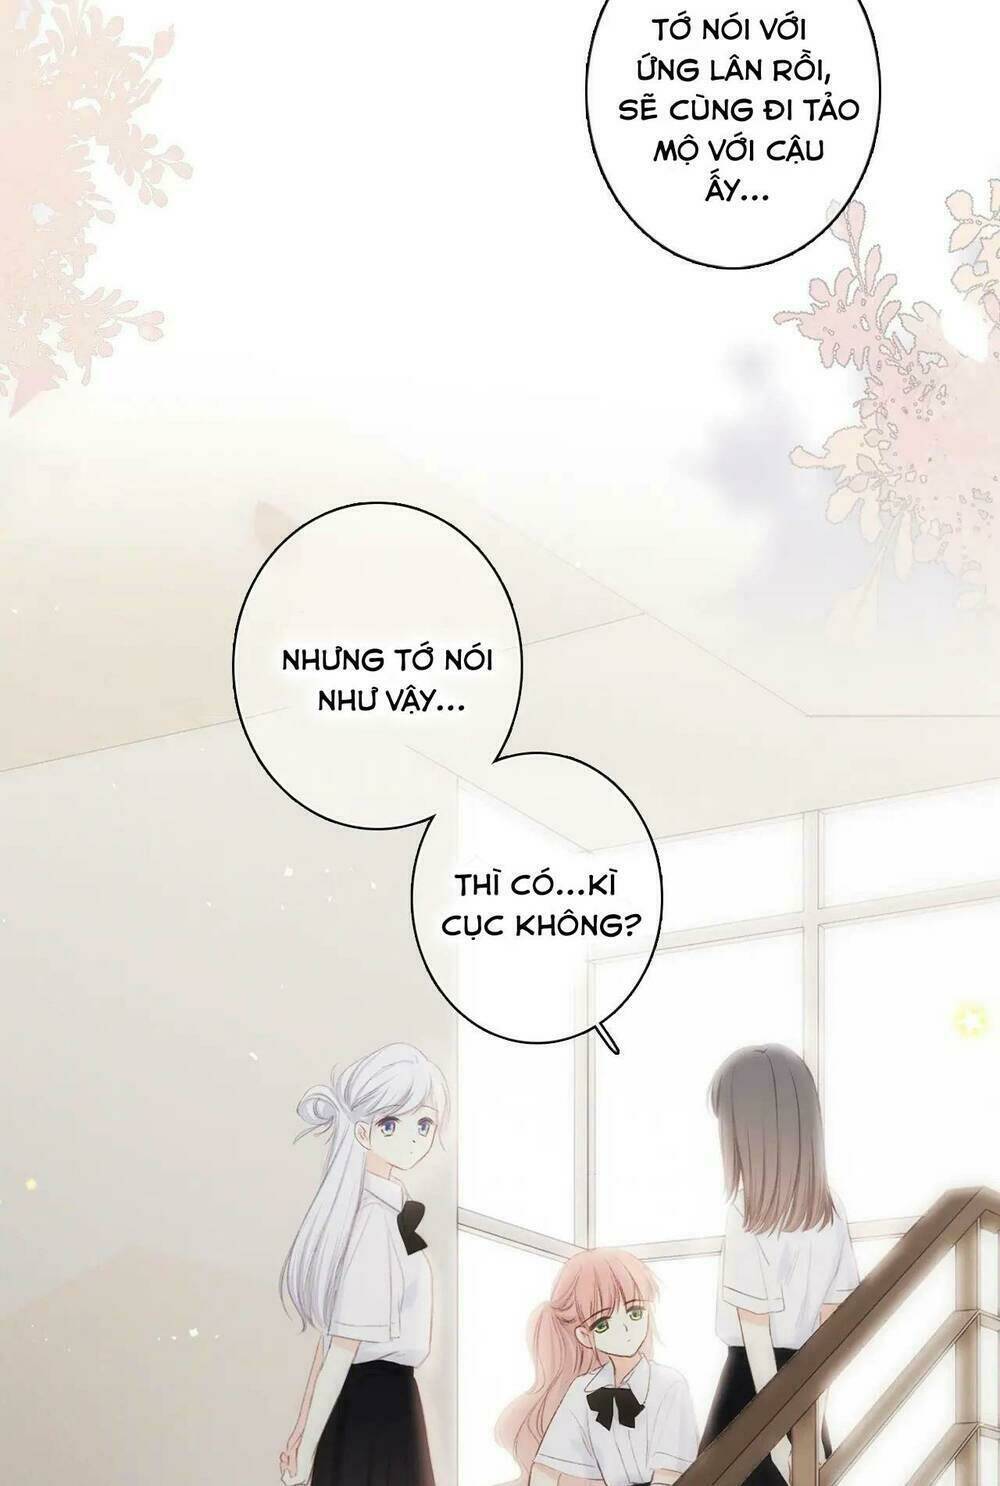 TỚ NÓI VỚI
ỨNG LÂN RỒI,
SẼ CÙNG ĐI TẢO
MỘ VỚI CẬU
ẤY...
NHƯNG TỚ NÓI
NHƯ VẬY...
THÌ CÓ...KÌ
CỤC KHÔNG?